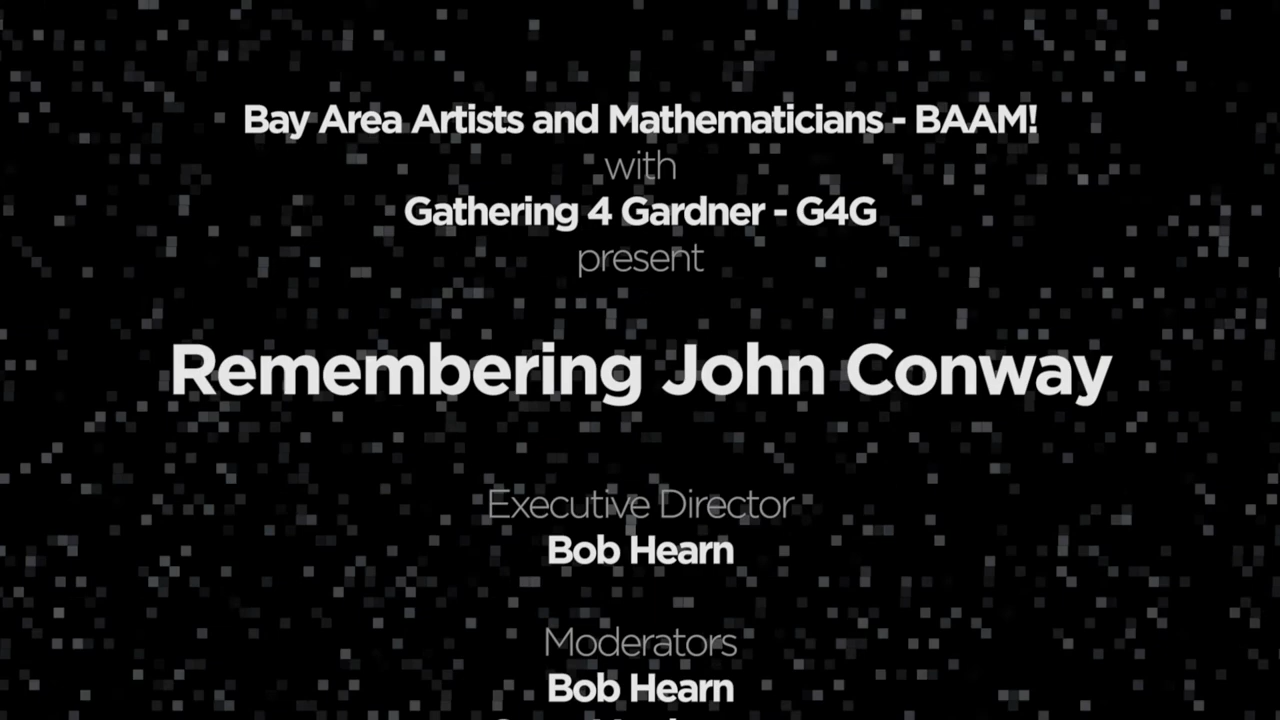 Bay Area Artists and Mathematicians - BAAM!
with
Gathering 4 Gardner - G4G
present
Remembering John Conway
Executive Director
Bob Hearn
Moderators
Bob Hearn